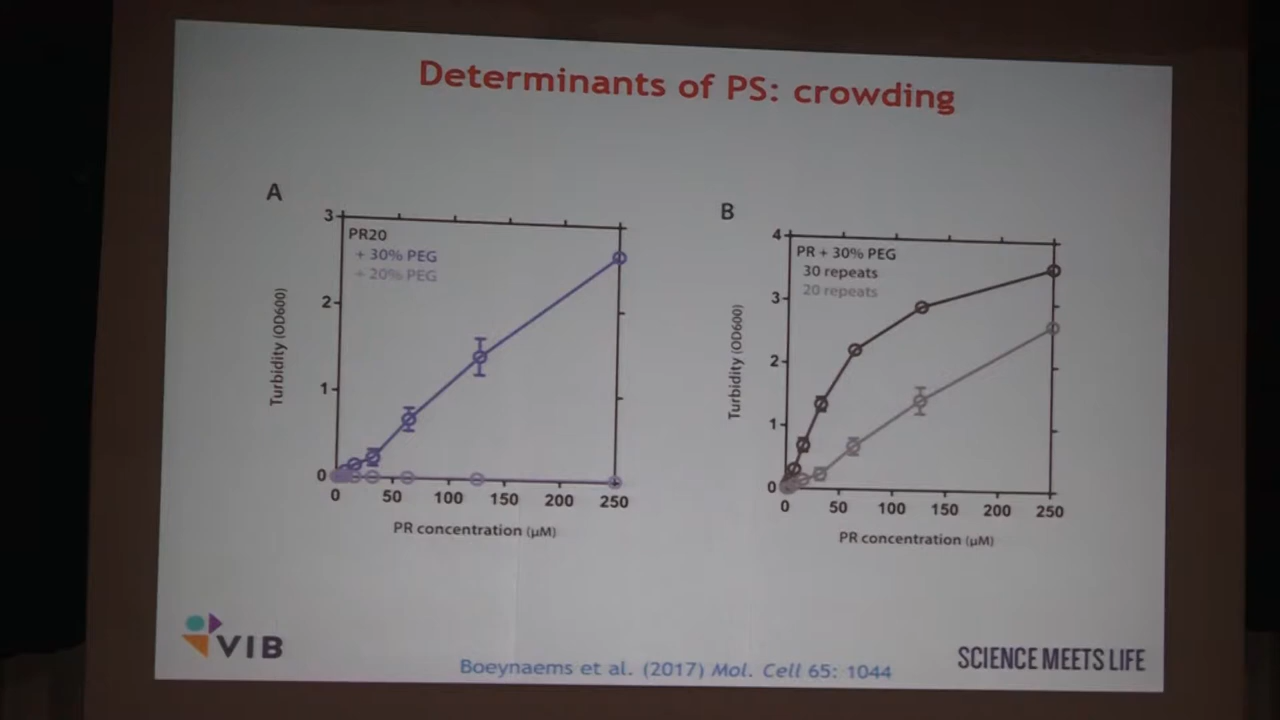 Determinants of PS: crowding
A
3
2
1
0
PR20
+ 30% PEG
+ 20% PEG
Turbidity (OD600)
0 50 100 150 200 250
PR concentration (µM)
B
4
3
2
1
0
PR + 30% PEG
30 repeats
20 repeats
Turbidity (OD600)
0 50 100 150 200 250
PR concentration (µM)
VIB
Boeynaems et al. (2017) Mol. Cell 65: 1044
SCIENCE MEETS LIFE